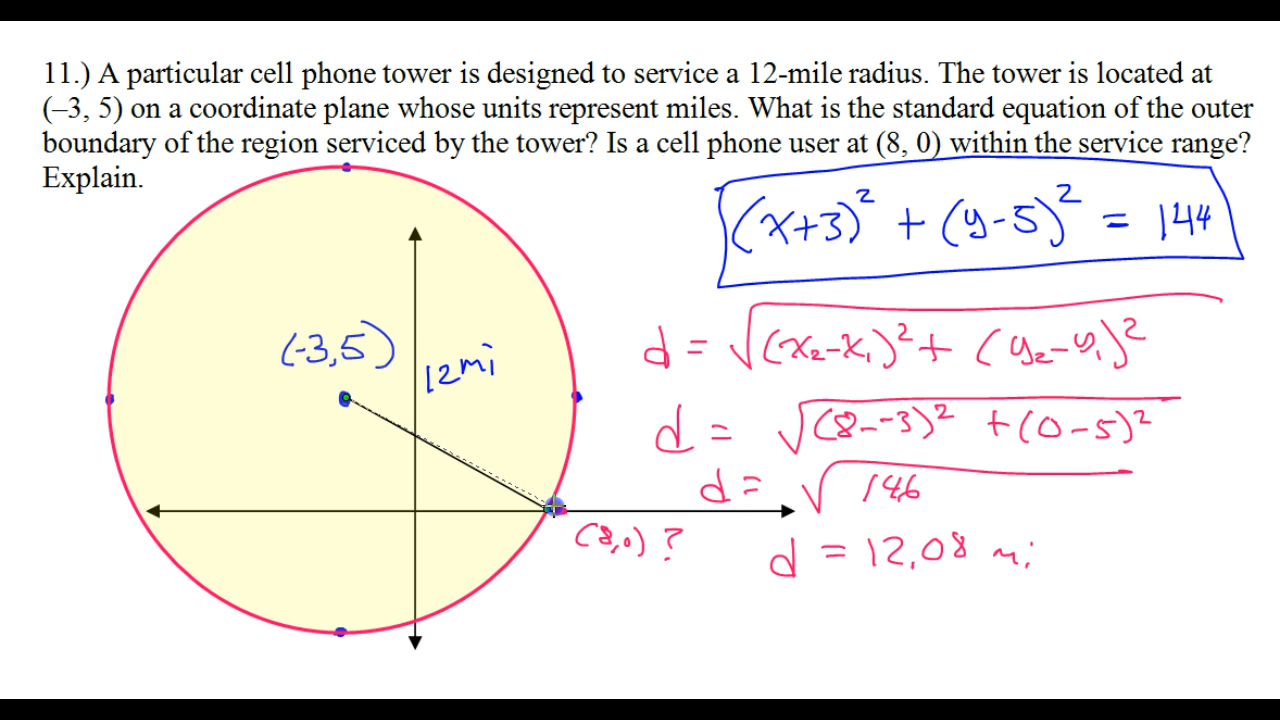 11.) A particular cell phone tower is designed to service a 12-mile radius. The tower is located at
(–3, 5) on a coordinate plane whose units represent miles. What is the standard equation of the outer
boundary of the region serviced by the tower? Is a cell phone user at (8, 0) within the service range?
Explain.
(x+3)² + (y-5)² = 144
(-3,5)
12mi
d = √(x₂-x₁)² + (y₂-y₁)²
d = √(8--3)² +(0-5)²
d = √146
(8,0) ?
d = 12.08 mi